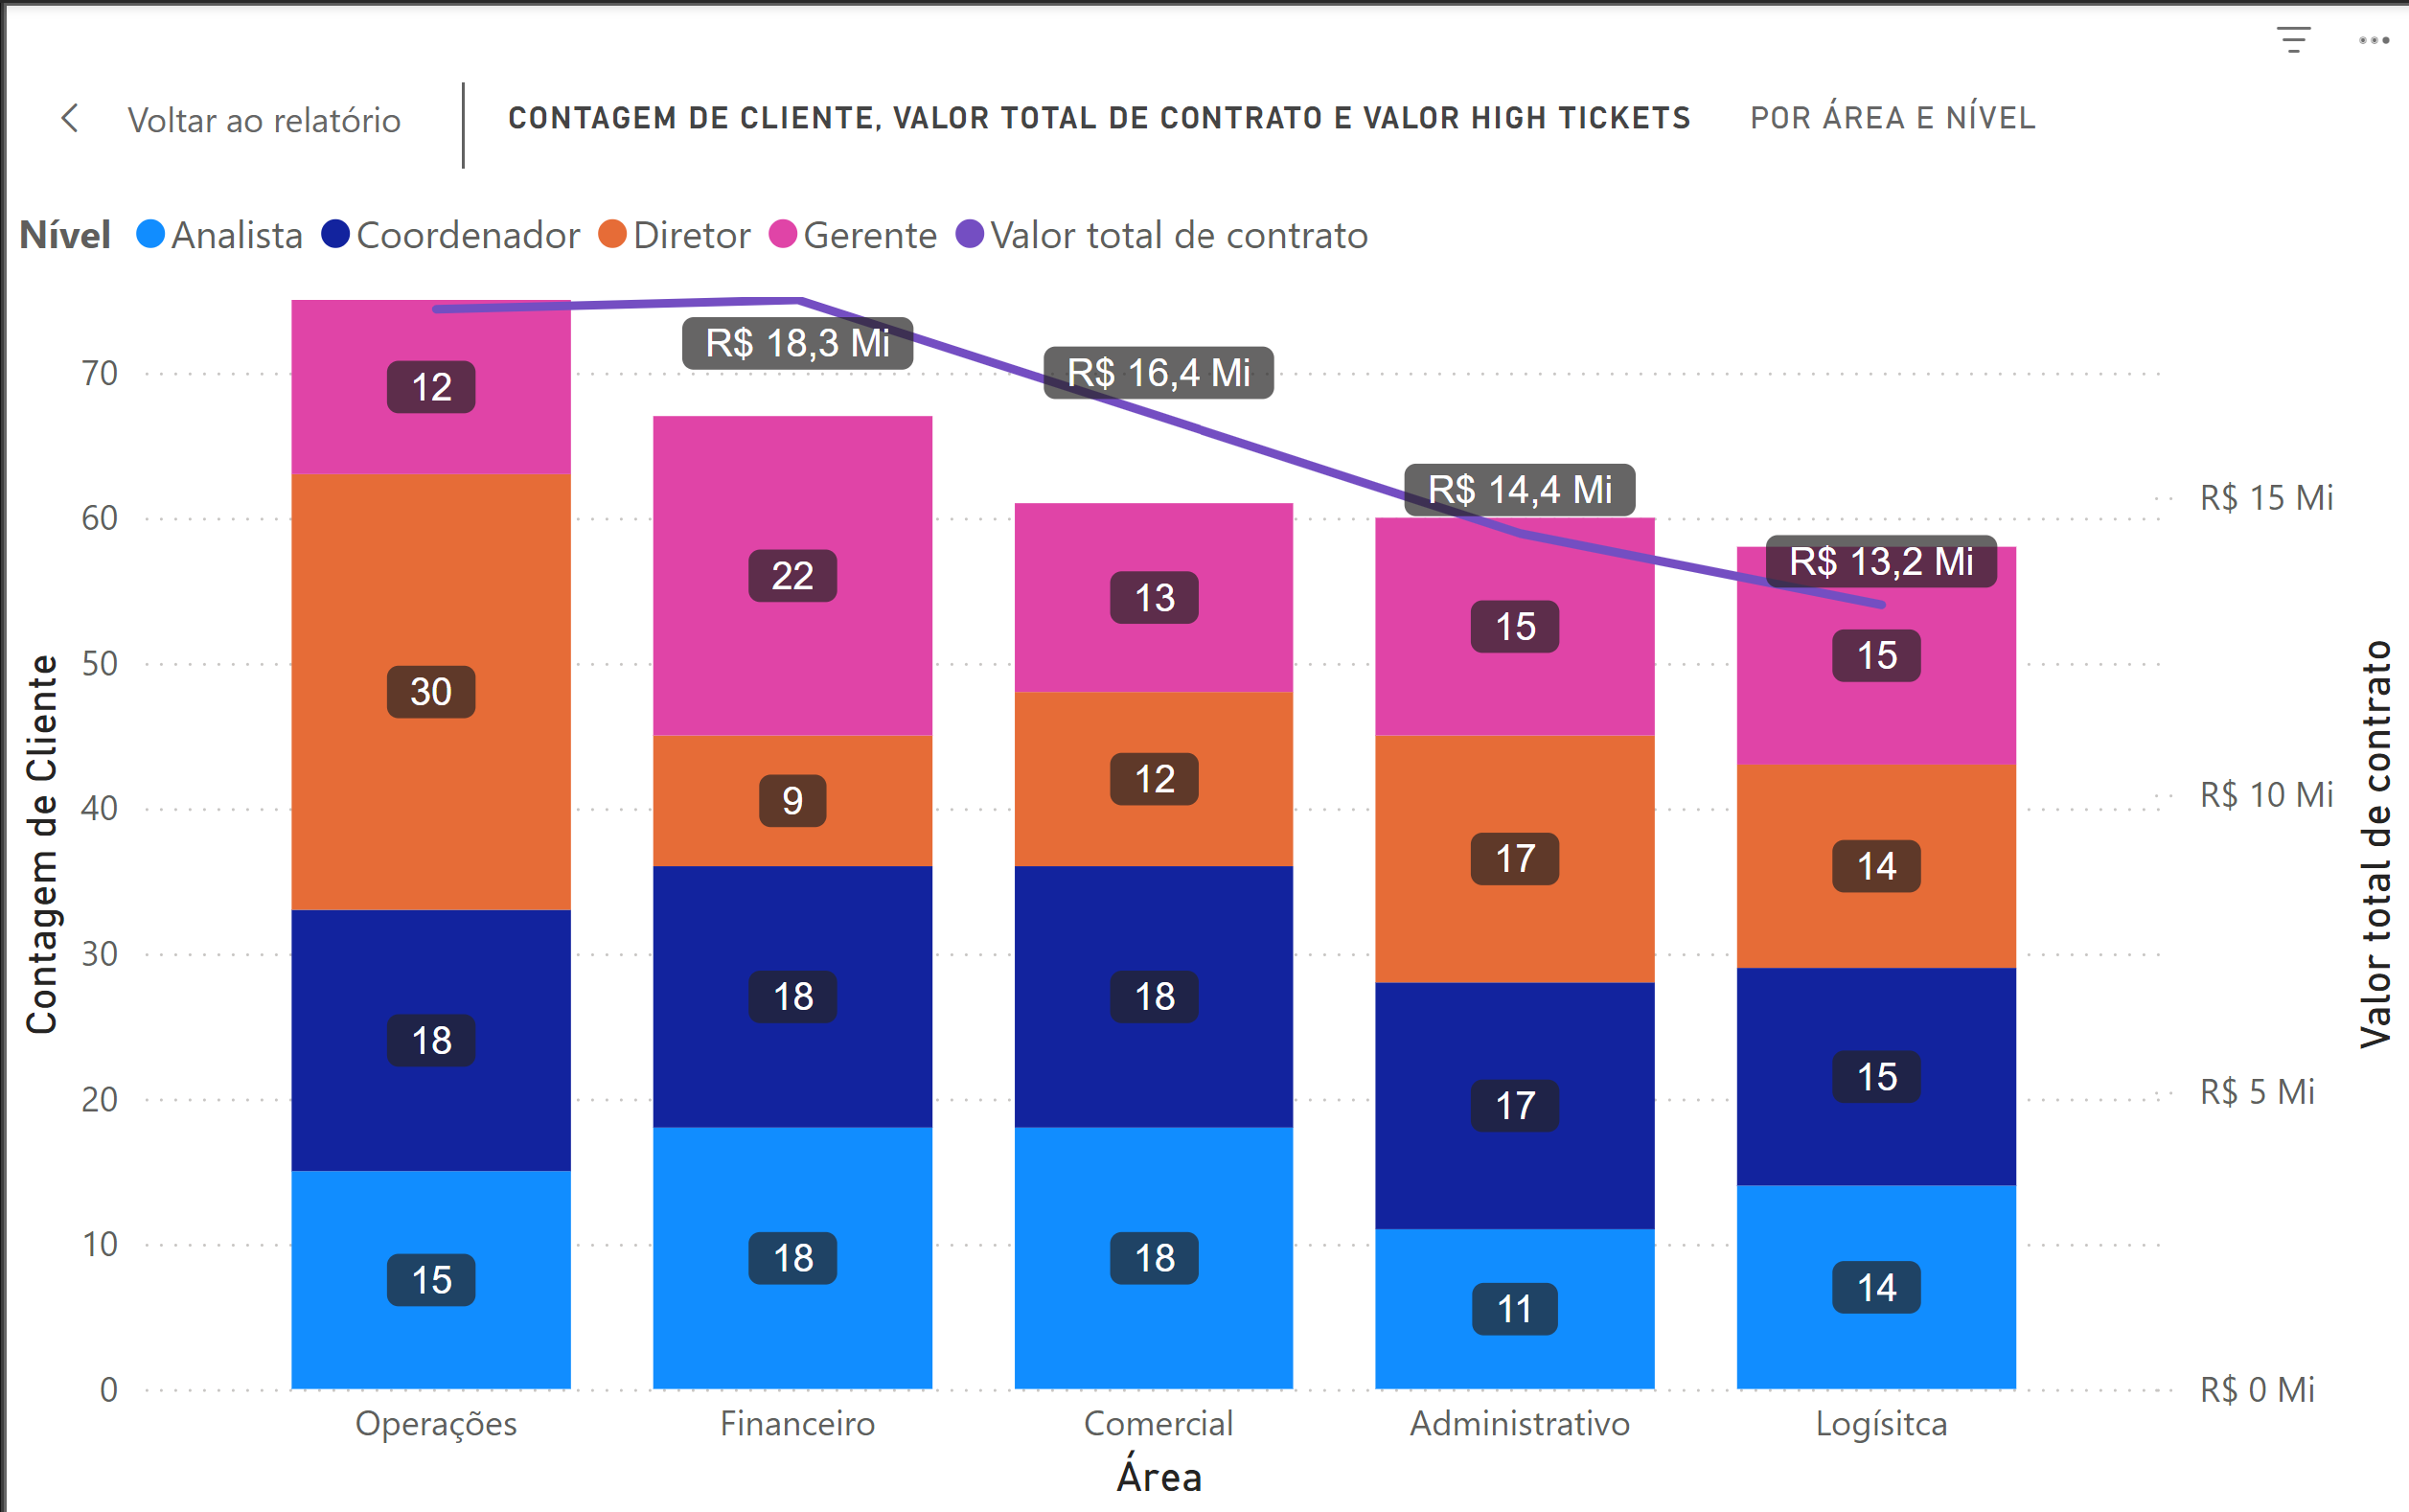 Voltar ao relatório
CONTAGEM DE CLIENTE, VALOR TOTAL DE CONTRATO E VALOR HIGH TICKETS POR ÁREA E NÍVEL
Nível Analista Coordenador Diretor Gerente Valor total de contrato
Contagem de Cliente
70
60
50
40
30
20
10
0
12
30
18
15
R$ 18,3 Mi
22
9
18
18
R$ 16,4 Mi
13
12
18
18
R$ 14,4 Mi
15
17
17
11
R$ 13,2 Mi
15
14
15
14
R$ 15 Mi
R$ 10 Mi
R$ 5 Mi
R$ 0 Mi
Valor total de contrato
Operações Financeiro Comercial Administrativo Logísitca
Área